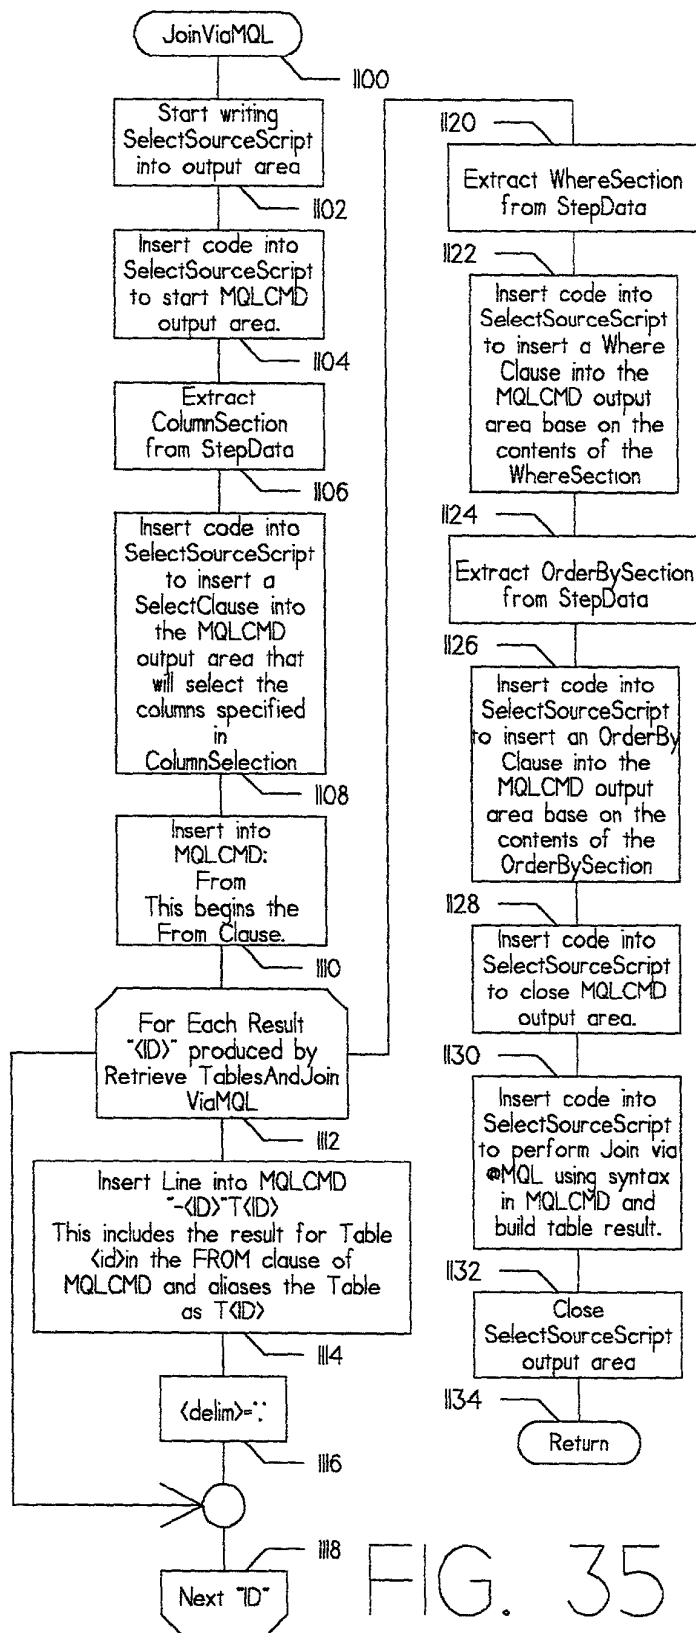 JoinViaMQL
1100
Start writing
SelectSourceScript
into output area
1102
Insert code into
SelectSourceScript
to start MQLCMD
output area.
1104
Extract
ColumnSection
from StepData
1106
Insert code into
SelectSourceScript
to insert a
SelectClause into
the MQLCMD
output area that
will select the
columns specified
in
ColumnSelection
1108
Insert into
MQLCMD:
From
This begins the
From Clause.
1110
For Each Result
"<ID>" produced by
Retrieve TablesAndJoin
ViaMQL
1112
Insert Line into MQLCMD
"-<ID>"T<ID>
This includes the result for Table
<id>in the FROM clause of
MQLCMD and aliases the Table
as T<ID>
1114
<delim>=","
1116
1118
Next "ID"
1120
Extract WhereSection
from StepData
1122
Insert code into
SelectSourceScript
to insert a Where
Clause into the
MQLCMD output
area base on the
contents of the
WhereSection
1124
Extract OrderBySection
from StepData
1126
Insert code into
SelectSourceScript
to insert an OrderBy
Clause into the
MQLCMD output
area base on the
contents of the
OrderBySection
1128
Insert code into
SelectSourceScript
to close MQLCMD
output area.
1130
Insert code into
SelectSourceScript
to perform Join via
@MQL using syntax
in MQLCMD and
build table result.
1132
Close
SelectSourceScript
output area
1134
Return
FIG. 35